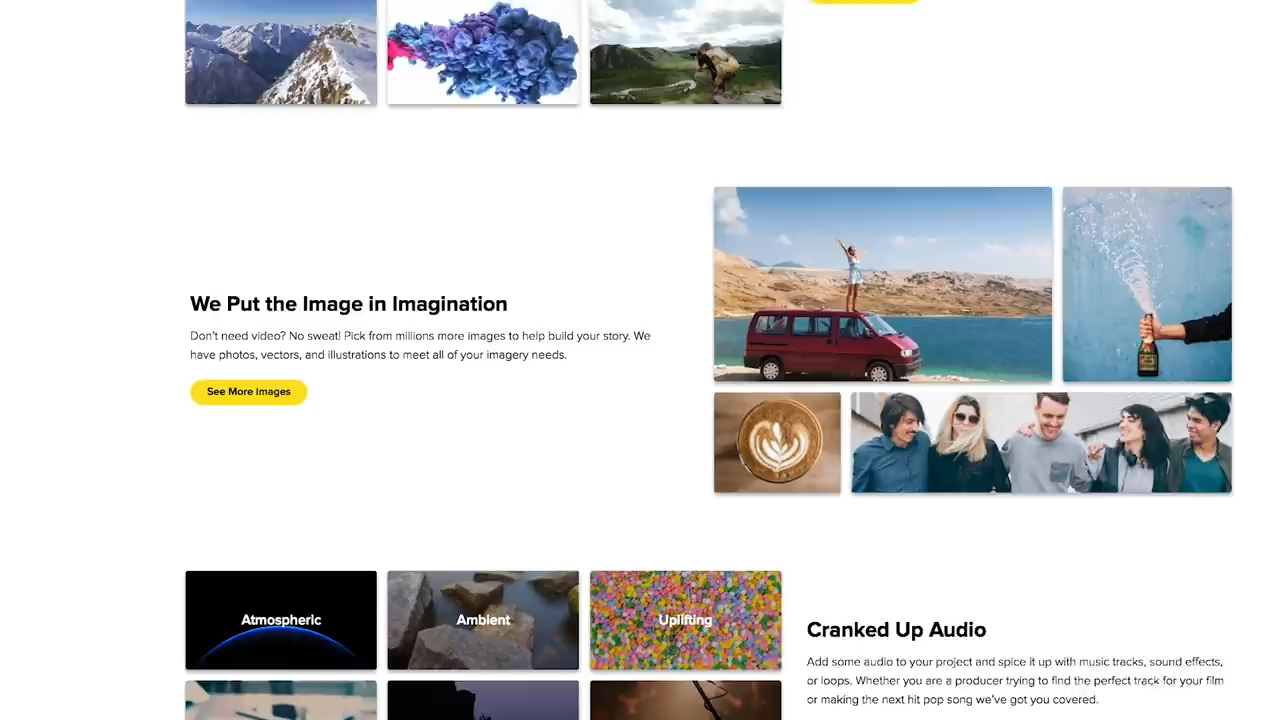 We Put the Image in Imagination
Don't need video? No sweat! Pick from millions more images to help build your story. We
have photos, vectors, and illustrations to meet all of your imagery needs.
See More Images
Atmospheric
Ambient
Uplifting
Cranked Up Audio
Add some audio to your project and spice it up with music tracks, sound effects,
or loops. Whether you are a producer trying to find the perfect track for your film
or making the next hit pop song we've got you covered.